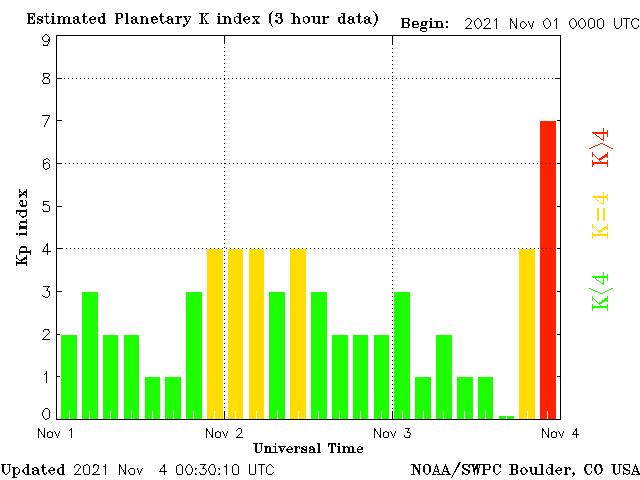 Estimated Planetary K index (3 hour data) Begin: 2021 Nov 01 0000 UTC
9
8
7
6
5
4
3
2
1
0
Kp index
K>4
K=4
K<4
Nov 1 Nov 2 Nov 3 Nov 4
Universal Time
Updated 2021 Nov 4 00:30:10 UTC NOAA/SWPC Boulder, CO USA